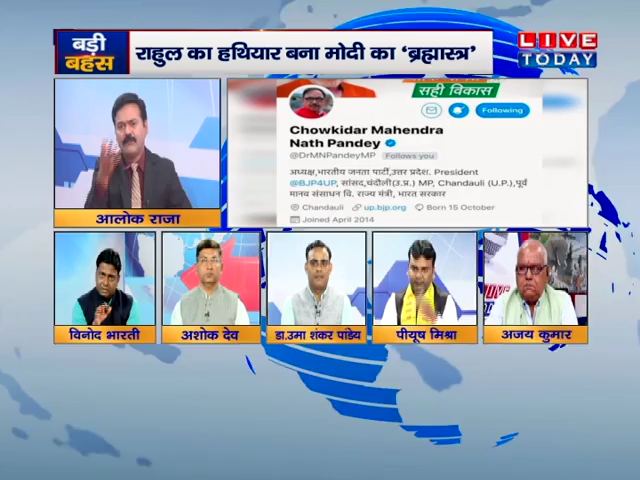 बड़ी
बहस
राहुल का हथियार बना मोदी का ‘ब्रह्मास्त्र’
LIVE
TODAY
सही विकास
Following
Chowkidar Mahendra
Nath Pandey
@DrMNPandeyMP Follows you
अध्यक्ष,भारतीय जनता पार्टी,उत्तर प्रदेश. President
@BJP4UP, सांसद,चंदौली(उ.प्र.) MP, Chandauli (U.P.),पूर्व
मानव संसाधन वि. राज्य मंत्री, भारत सरकार
Chandauli up.bjp.org Born 15 October
Joined April 2014
आलोक राजा
विनोद भारती
अशोक देव
डा.उमा शंकर पांडेय
पीयूष मिश्रा
अजय कुमार